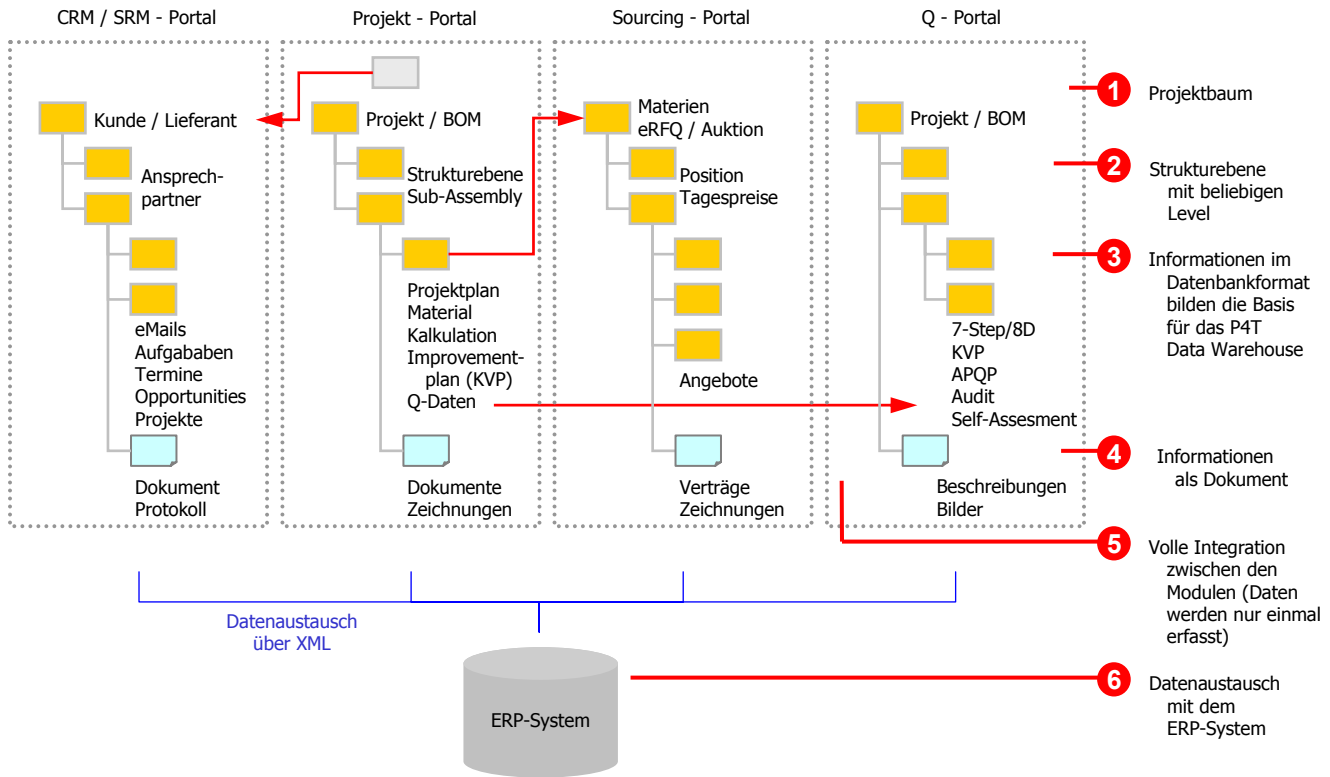 CRM / SRM - Portal
Projekt - Portal
Sourcing - Portal
Q - Portal
Kunde / Lieferant
Ansprech-
partner
eMails
Aufgababen
Termine
Opportunities
Projekte
Dokument
Protokoll
Projekt / BOM
Strukturebene
Sub-Assembly
Projektplan
Material
Kalkulation
Improvement-
plan (KVP)
Q-Daten
Dokumente
Zeichnungen
Materien
eRFQ / Auktion
Position
Tagespreise
Angebote
Verträge
Zeichnungen
Projekt / BOM
7-Step/8D
KVP
APQP
Audit
Self-Assesment
Beschreibungen
Bilder
1 Projektbaum
2 Strukturebene
mit beliebigen
Level
3 Informationen im
Datenbankformat
bilden die Basis
für das P4T
Data Warehouse
4 Informationen
als Dokument
5 Volle Integration
zwischen den
Modulen (Daten
werden nur einmal
erfasst)
6 Datenaustausch
mit dem
ERP-System
Datenaustausch
über XML
ERP-System